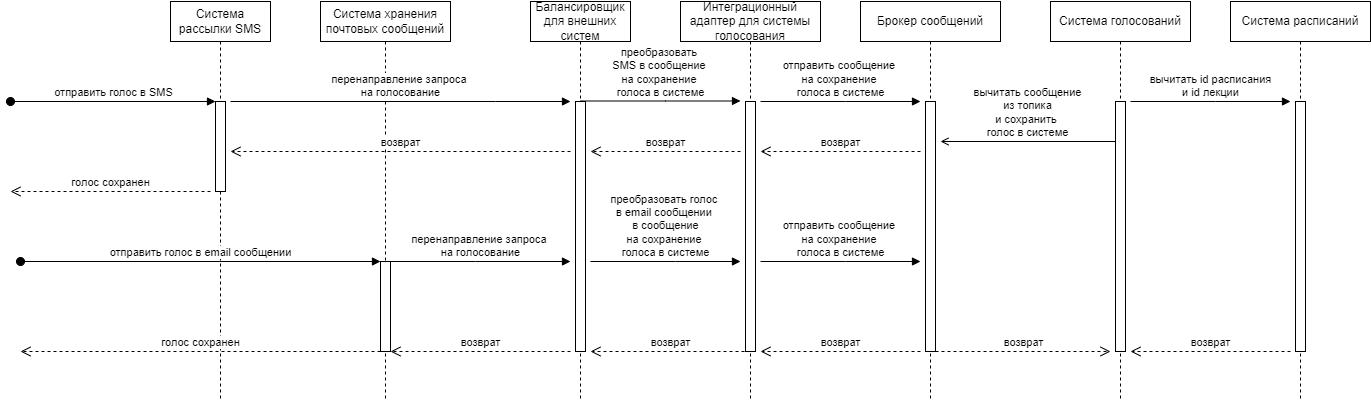 Система
рассылки SMS
Система хранения
почтовых сообщений
Балансировщик
для внешних
систем
Интеграционный
адаптер для системы
голосования
Брокер сообщений
Система голосований
Система расписаний
отправить голос в SMS
перенаправление запроса
на голосование
преобразовать
SMS в сообщение
на сохранение
голоса в системе
отправить сообщение
на сохранение
голоса в системе
вычитать сообщение
из топика
и сохранить
голос в системе
вычитать id расписания
и id лекции
возврат
возврат
возврат
голос сохранен
отправить голос в email сообщении
перенаправление запроса
на голосование
преобразовать голос
в email сообщении
в сообщение
на сохранение
голоса в системе
отправить сообщение
на сохранение
голоса в системе
голос сохранен
возврат
возврат
возврат
возврат
возврат